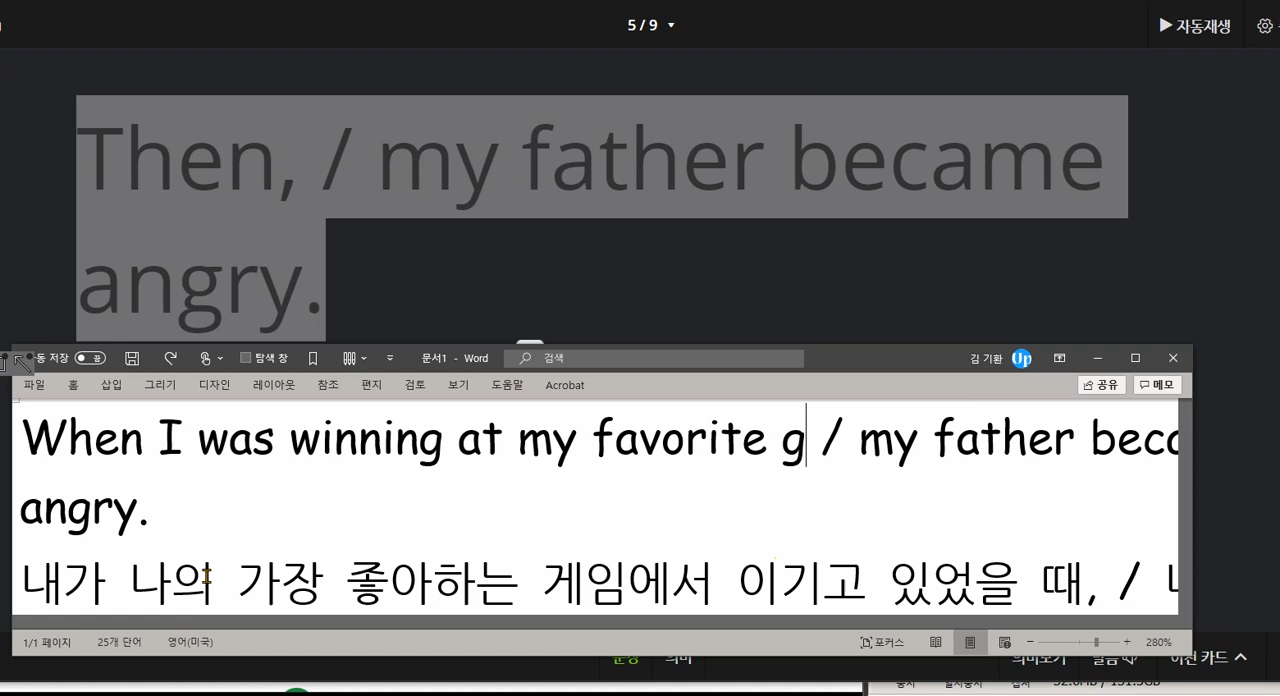 5 / 9
자동재생
Then, / my father became
angry.
탐색 창
문서1 - Word
검색
김 기환
Up
파일 홈 삽입 그리기 디자인 레이아웃 참조 편지 검토 보기 도움말 Acrobat
공유 메모
When I was winning at my favorite g / my father
angry.
내가 나의 가장 좋아하는 게임에서 이기고 있었을 때, /
1/1 페이지 25개 단어 영어(미국) 포커스 280%
이전 카드